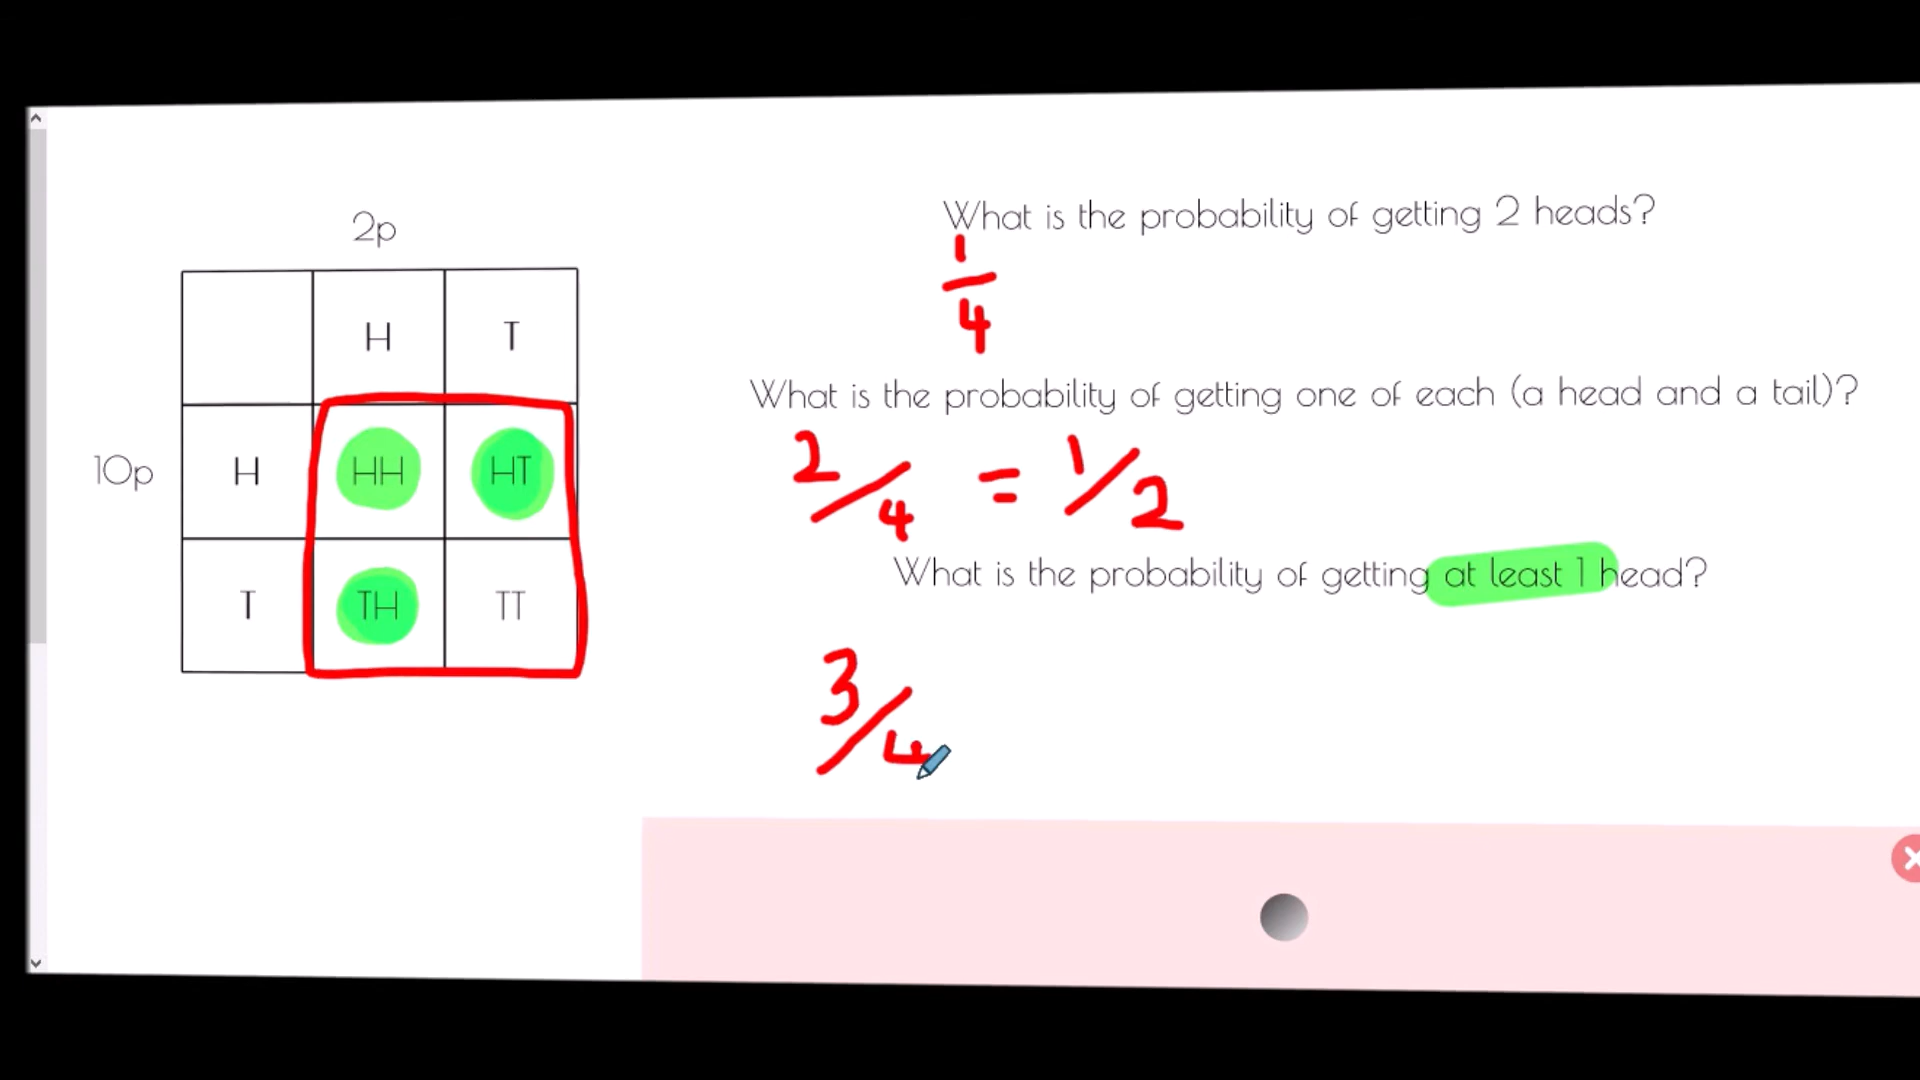 2p
H T
10p H HH HT
T TH TT
What is the probability of getting 2 heads?
1/4
What is the probability of getting one of each (a head and a tail)?
2/4 = 1/2
What is the probability of getting at least 1 head?
3/4